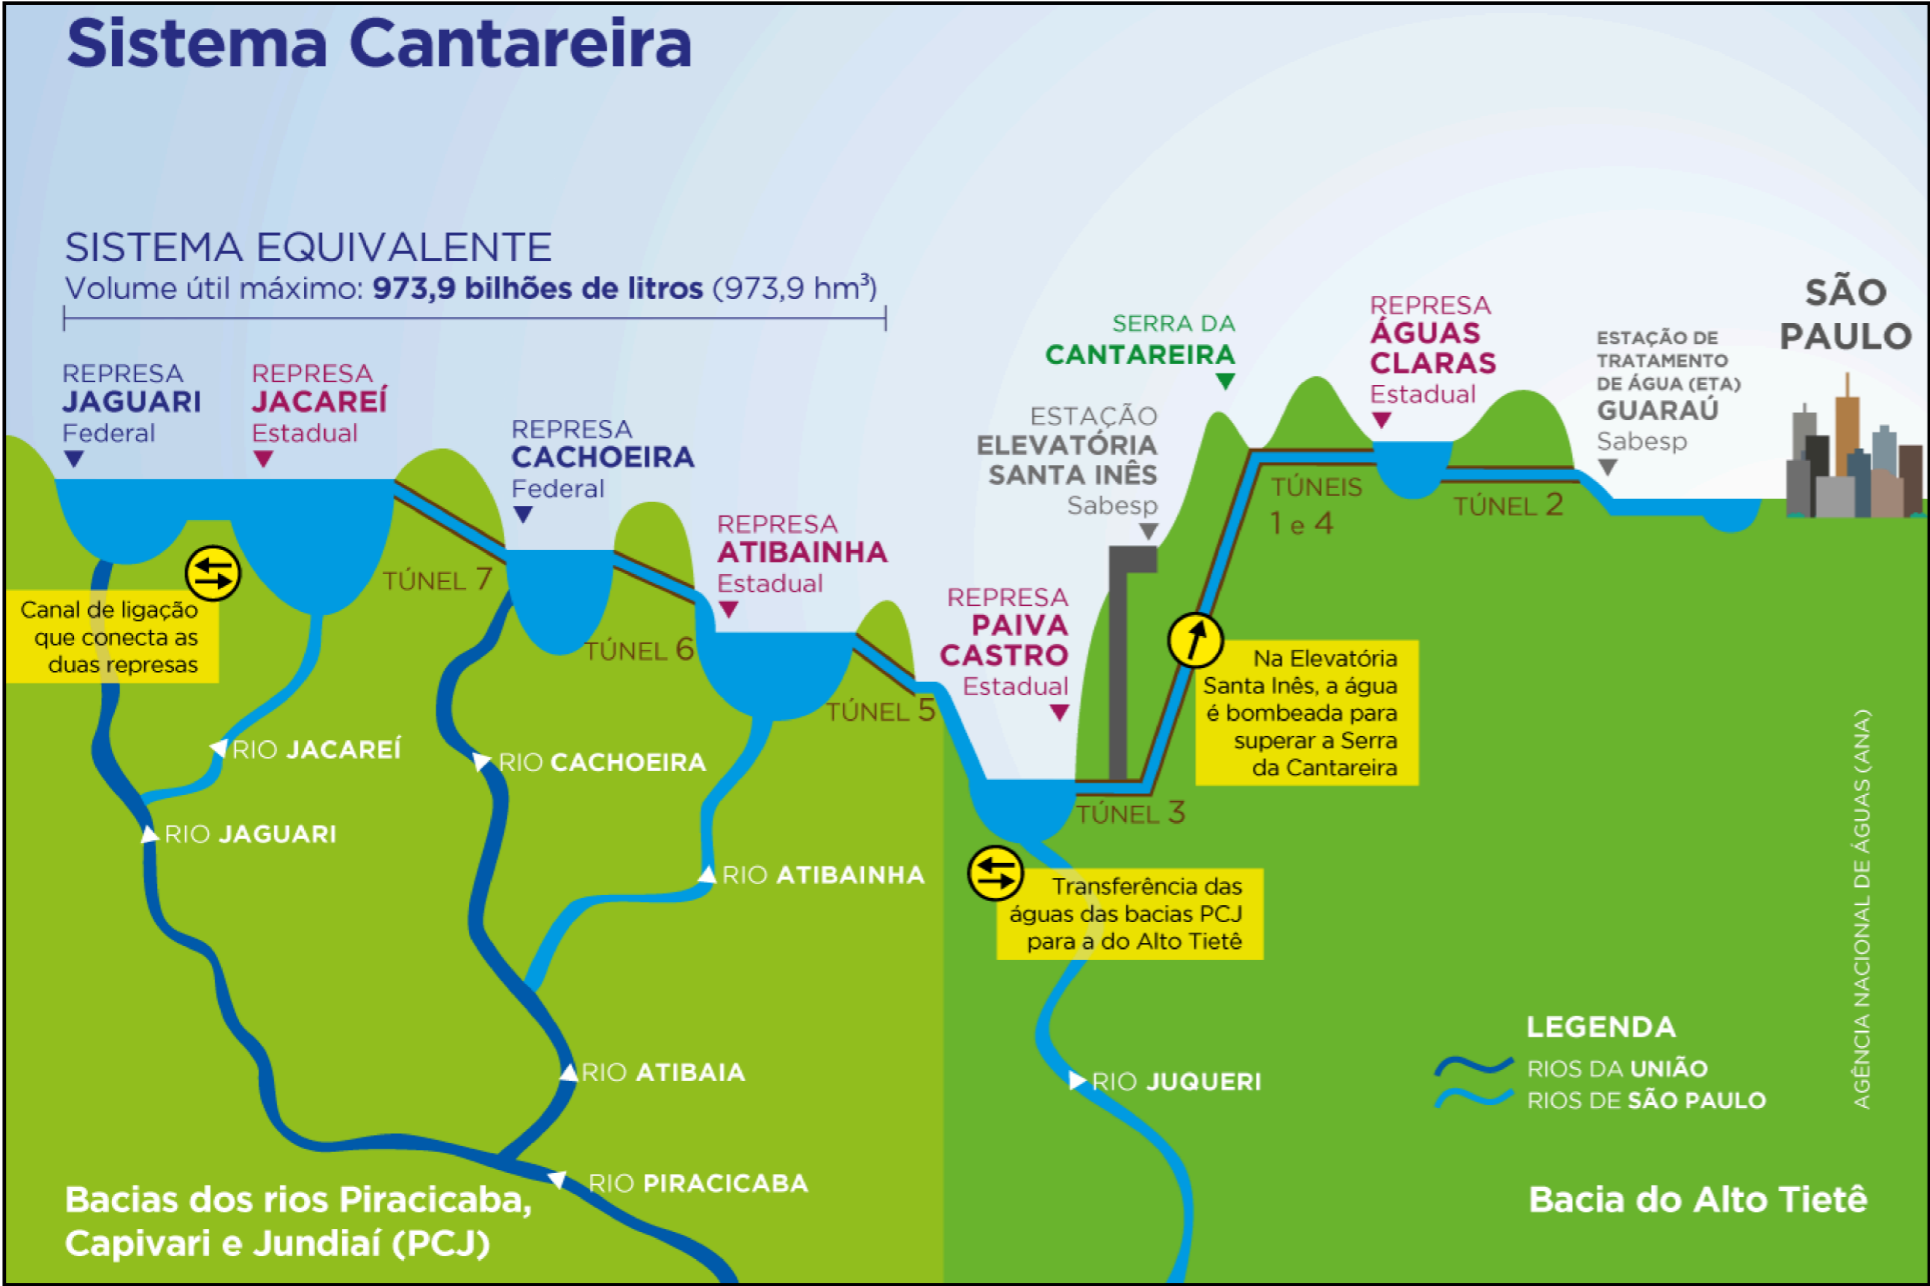 Sistema Cantareira
SISTEMA EQUIVALENTE
Volume útil máximo: 973,9 bilhões de litros (973,9 hm³)
REPRESA
JAGUARI
Federal
REPRESA
JACAREÍ
Estadual
REPRESA
CACHOEIRA
Federal
REPRESA
ATIBAINHA
Estadual
REPRESA
PAIVA
CASTRO
Estadual
ESTAÇÃO
ELEVATÓRIA
SANTA INÊS
Sabesp
SERRA DA
CANTAREIRA
REPRESA
ÁGUAS
CLARAS
Estadual
ESTAÇÃO DE
TRATAMENTO
DE ÁGUA (ETA)
GUARAÚ
Sabesp
SÃO
PAULO
Canal de ligação
que conecta as
duas represas
TÚNEL 7
TÚNEL 6
TÚNEL 5
TÚNEL 3
TÚNEIS
1 e 4
TÚNEL 2
Na Elevatória
Santa Inês, a água
é bombeada para
superar a Serra
da Cantareira
RIO JACAREÍ
RIO JAGUARI
RIO CACHOEIRA
RIO ATIBAINHA
RIO ATIBAIA
RIO PIRACICABA
Transferência das
águas das bacias PCJ
para a do Alto Tietê
RIO JUQUERI
LEGENDA
RIOS DA UNIÃO
RIOS DE SÃO PAULO
AGÊNCIA NACIONAL DE ÁGUAS (ANA)
Bacias dos rios Piracicaba,
Capivari e Jundiaí (PCJ)
Bacia do Alto Tietê